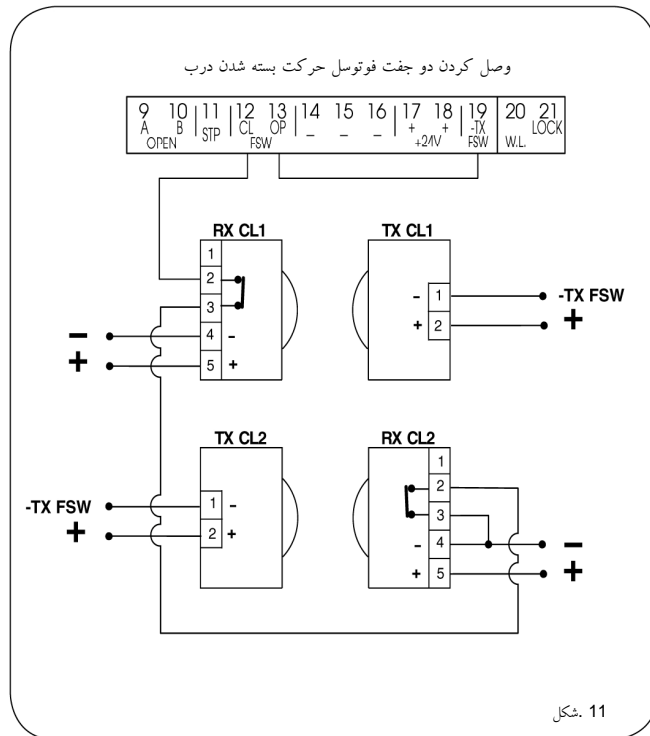 وصل کردن دو جفت فوتوسل حرکت بسته شدن درب
9 10 11 12 13 14 15 16 17 18 19 20 21
A B STP CL OP – – – + + -TX W.L. LOCK
OPEN FSW +24V FSW
RX CL1 TX CL1
1
2
3
4 -
5 +
- 1
+ 2
-TX FSW
+
-
+
TX CL2 RX CL2
-TX FSW
+
1 -
2 +
1
2
3
- 4
+ 5
-
+
11 .شکل